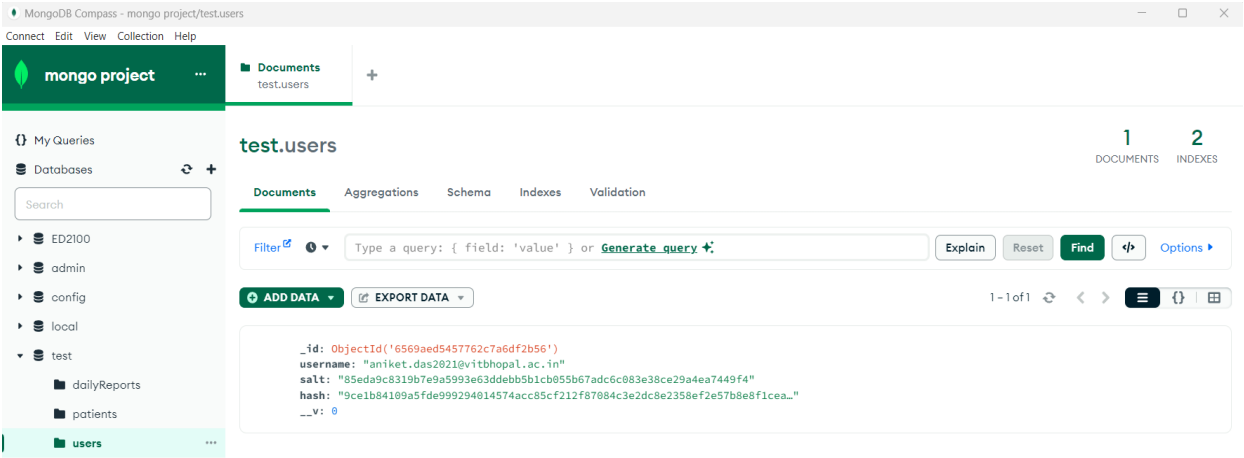 MongoDB Compass - mongo project/test.users
Connect Edit View Collection Help
mongo project ...
Documents
test.users
+
{} My Queries
Databases
Search
ED2100
admin
config
local
test
dailyReports
patients
users ...
test.users
1 DOCUMENTS
2 INDEXES
Documents Aggregations Schema Indexes Validation
Filter Type a query: { field: 'value' } or Generate query Explain Reset Find </> Options
ADD DATA EXPORT DATA 1 – 1 of 1 {}
_id: ObjectId('6569aed5457762c7a6df2b56')
username: "aniket.das2021@vitbhopal.ac.in"
salt: "85eda9c8319b7e9a5993e63ddebb5b1cb055b67adc6c083e38ce29a4ea7449f4"
hash: "9ce1b84109a5fde999294014574acc85cf212f87084c3e2dc8e2358ef2e57b8e8f1cea…"
__v: 0